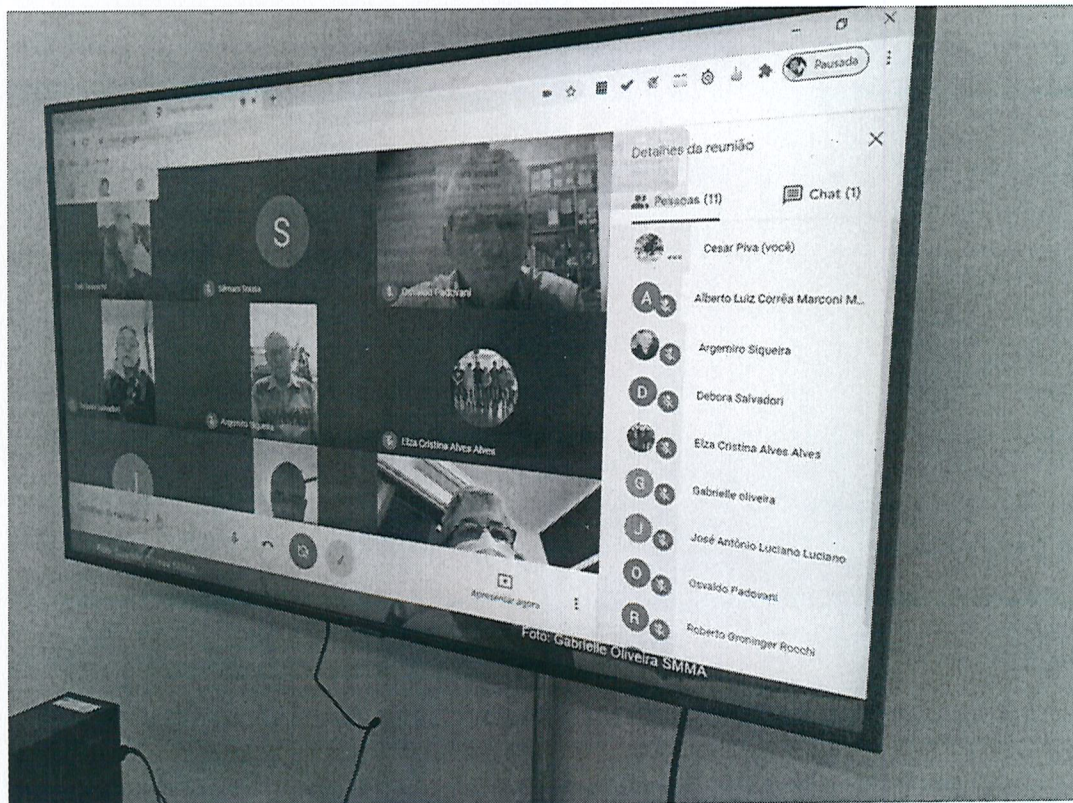 Pausada
Detalhes da reunião
Pessoas (11)
Chat (1)
S
Osvaldo Padovani
Argemiro Siqueira
Elza Cristina Alves Alves
Cesar Piva (você)
A
Alberto Luiz Corrêa Marconi M...
Argemiro Siqueira
D
Debora Salvadori
Elza Cristina Alves Alves
G
Gabrielle oliveira
J
José Antônio Luciano Luciano
O
Osvaldo Padovani
R
Roberto Groninger Rocchi
Apresentar agora
Foto: Gabrielle Oliveira SMMA